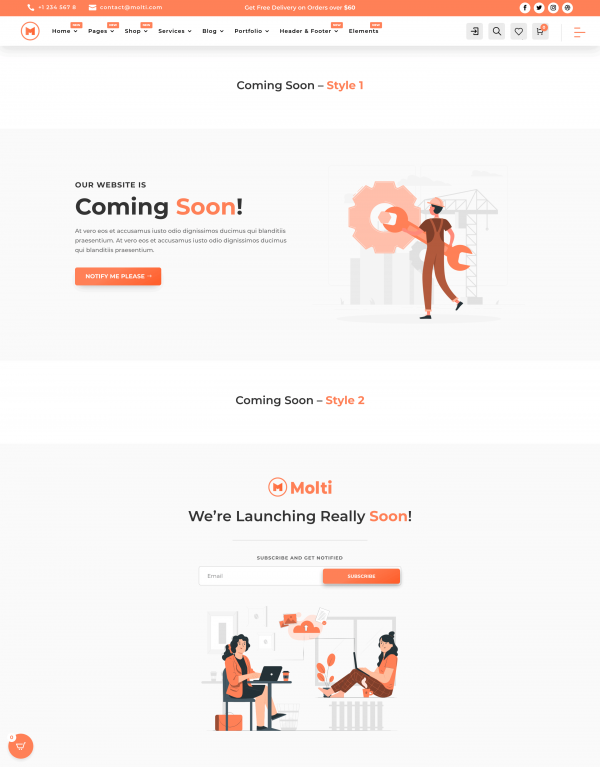 +1 234 567 8 contact@molti.com Get Free Delivery on Orders over $60
Home NEW Pages NEW Shop NEW Services Blog Portfolio Header & Footer NEW Elements NEW 0
Coming Soon – Style 1
OUR WEBSITE IS
Coming Soon!
At vero eos et accusamus iusto odio dignissimos ducimus qui blanditiis
praesentium. At vero eos et accusamus iusto odio dignissimos ducimus
qui blanditiis praesentium.
NOTIFY ME PLEASE →
Coming Soon – Style 2
Molti
We're Launching Really Soon!
SUBSCRIBE AND GET NOTIFIED
Email SUBSCRIBE
0